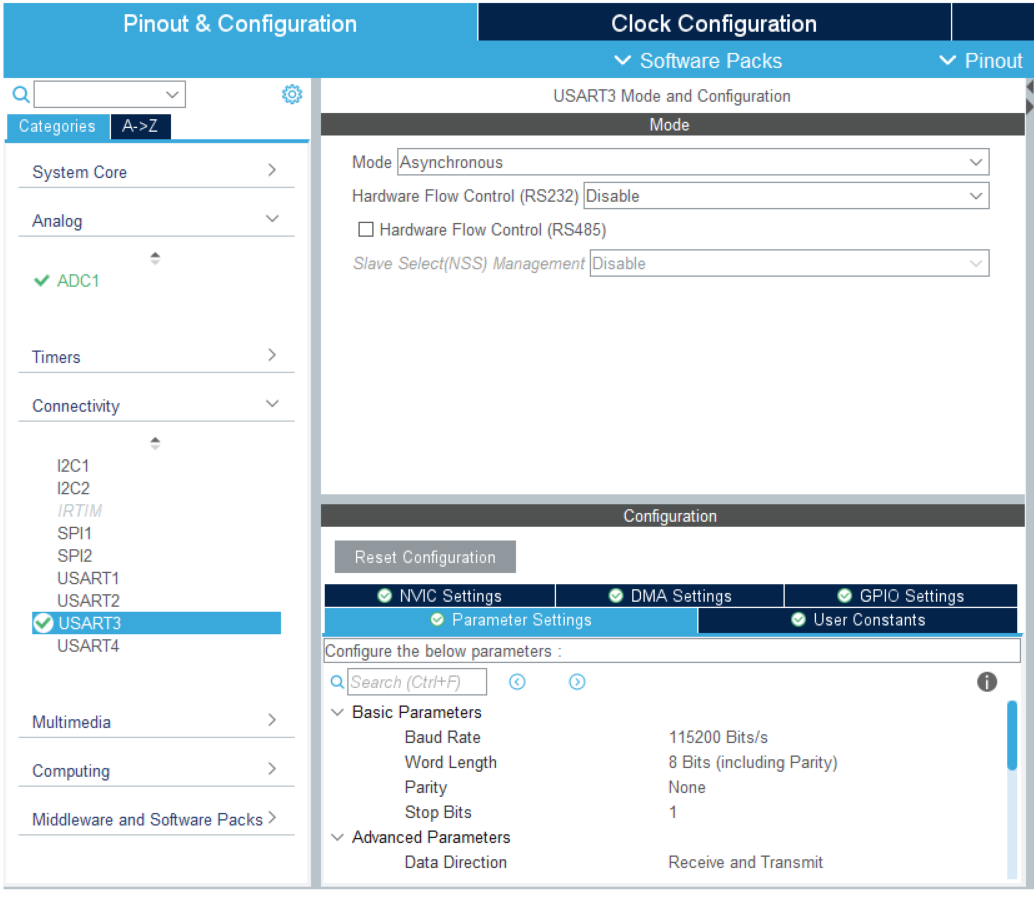 Pinout & Configuration
Clock Configuration
Software Packs
Pinout
Categories
A->Z
System Core
Analog
ADC1
Timers
Connectivity
I2C1
I2C2
IRTIM
SPI1
SPI2
USART1
USART2
USART3
USART4
Multimedia
Computing
Middleware and Software Packs
USART3 Mode and Configuration
Mode
Mode Asynchronous
Hardware Flow Control (RS232) Disable
Hardware Flow Control (RS485)
Slave Select(NSS) Management Disable
Configuration
Reset Configuration
NVIC Settings
DMA Settings
GPIO Settings
Parameter Settings
User Constants
Configure the below parameters :
Search (Ctrl+F)
Basic Parameters
Baud Rate 115200 Bits/s
Word Length 8 Bits (including Parity)
Parity None
Stop Bits 1
Advanced Parameters
Data Direction Receive and Transmit